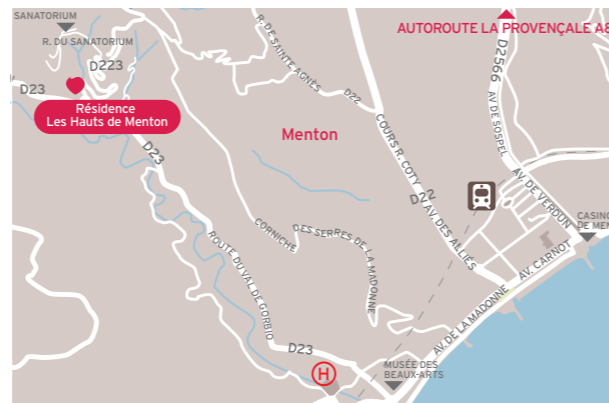 SANATORIUM
R. DU SANATORIUM
D223
D23
Résidence
Les Hauts de Menton
D23
R. DE SAINTE AGNÈS
D22
AUTOROUTE LA PROVENÇALE A8
D2566
AV. DE SOSPEL
Menton
COURS R. COTY
D22
AV. DES ALLIÉS
AV. DE VERDUN
CASINO
DE MEN
AV. CARNOT
CORNICHE
DES SERRES DE LA MADONE
ROUTE DU VAL DE GORBIO
AV. DE LA MADONNE
D23
H
MUSÉE DES
BEAUX-ARTS